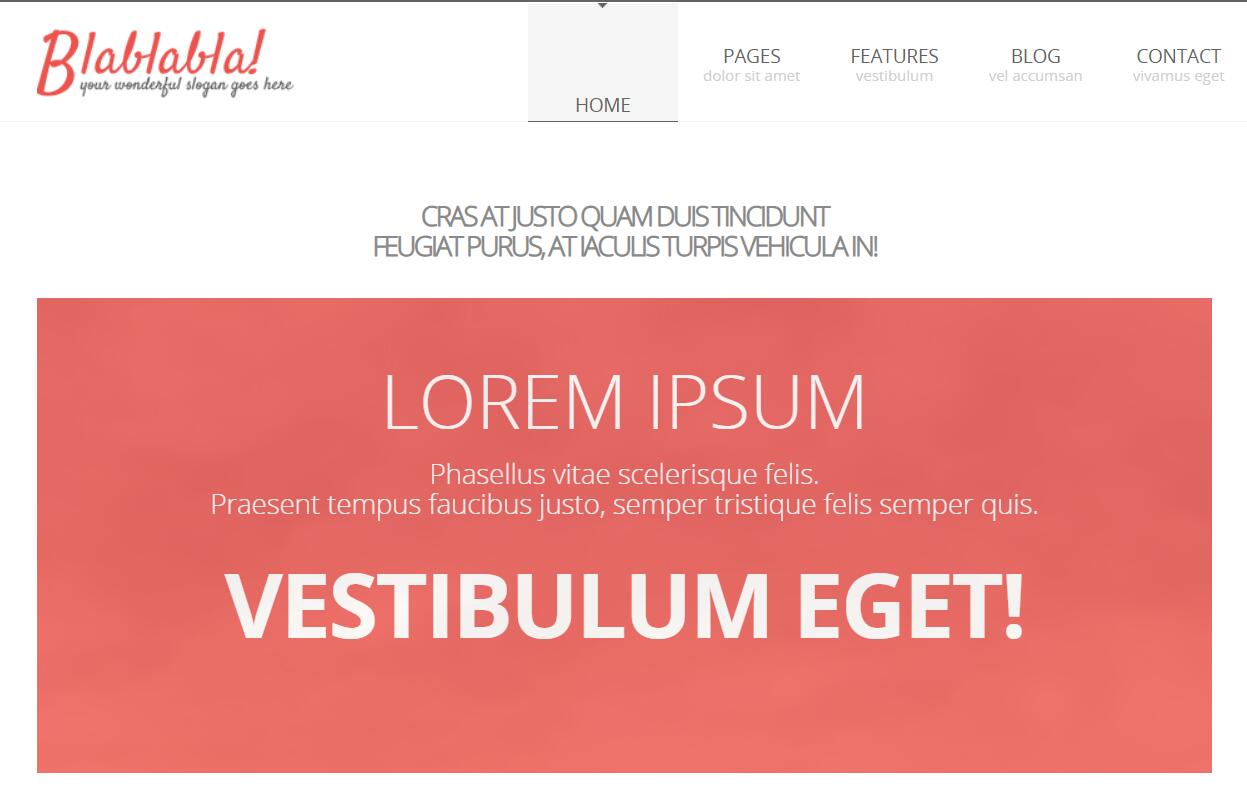 Blablabla!
your wonderful slogan goes here
HOME
PAGES
dolor sit amet
FEATURES
vestibulum
BLOG
vel accumsan
CONTACT
vivamus eget
CRAS AT JUSTO QUAM DUIS TINCIDUNT
FEUGIAT PURUS, AT IACULIS TURPIS VEHICULA IN!
LOREM IPSUM
Phasellus vitae scelerisque felis.
Praesent tempus faucibus justo, semper tristique felis semper quis.
VESTIBULUM EGET!